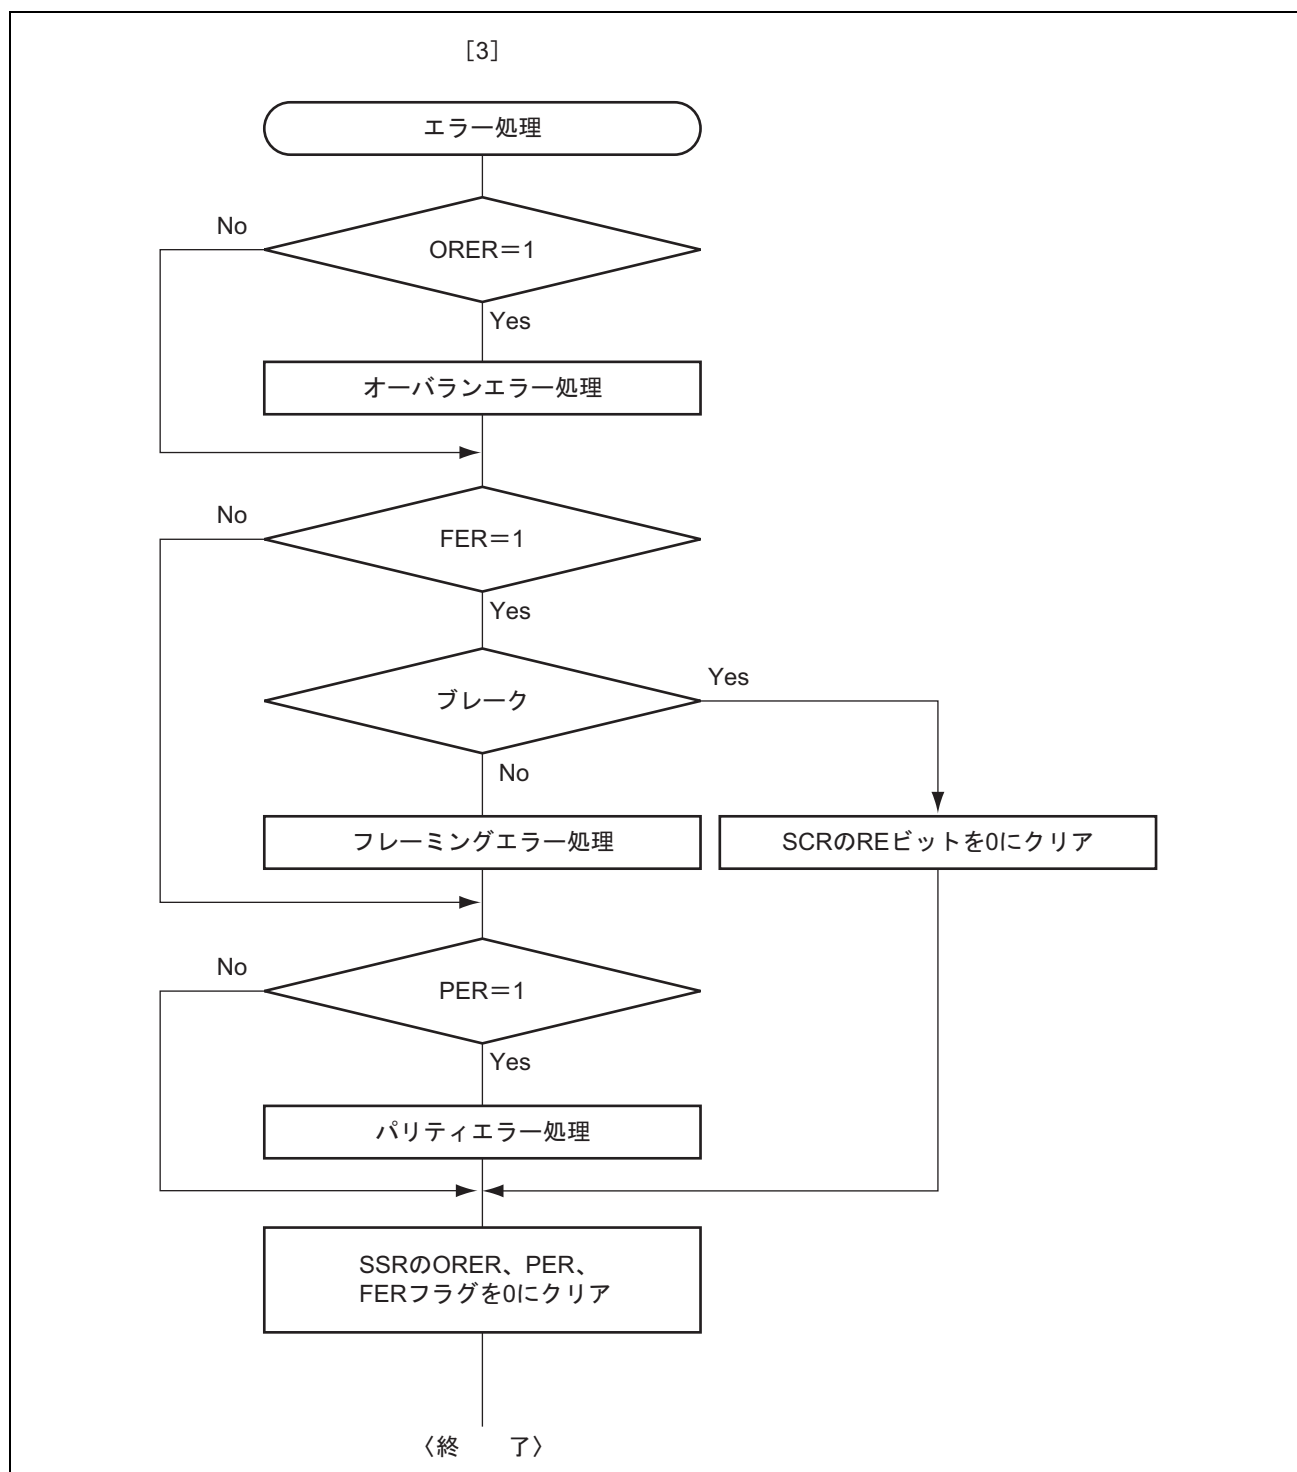 [3]
エラー処理
No
ORER＝1
Yes
オーバランエラー処理
No
FER＝1
Yes
ブレーク
Yes
No
フレーミングエラー処理
SCRのREビットを0にクリア
No
PER＝1
Yes
パリティエラー処理
SSRのORER、PER、
FERフラグを0にクリア
〈終　　了〉